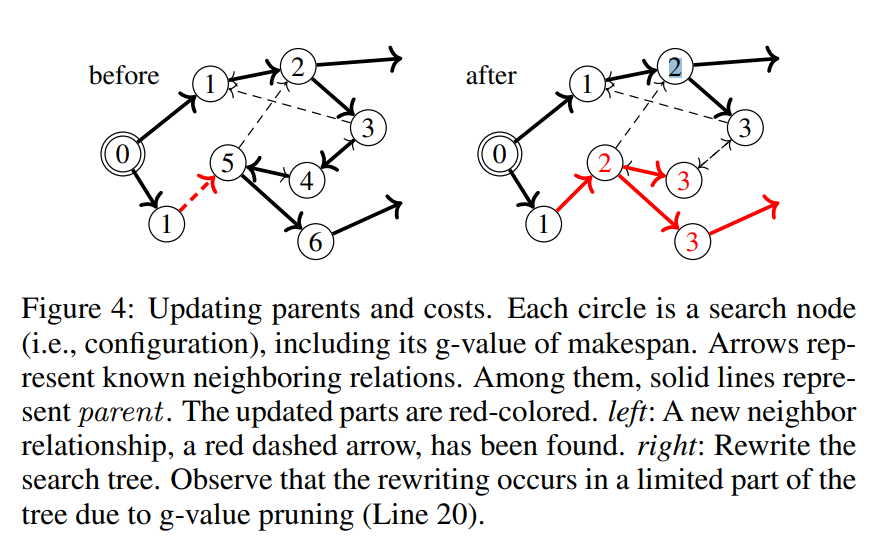 before
1
2
3
0
5
4
1
6
after
1
2
3
0
2
3
1
3
Figure 4: Updating parents and costs. Each circle is a search node
(i.e., configuration), including its g-value of makespan. Arrows rep-
resent known neighboring relations. Among them, solid lines repre-
sent parent. The updated parts are red-colored. left: A new neighbor
relationship, a red dashed arrow, has been found. right: Rewrite the
search tree. Observe that the rewriting occurs in a limited part of the
tree due to g-value pruning (Line 20).